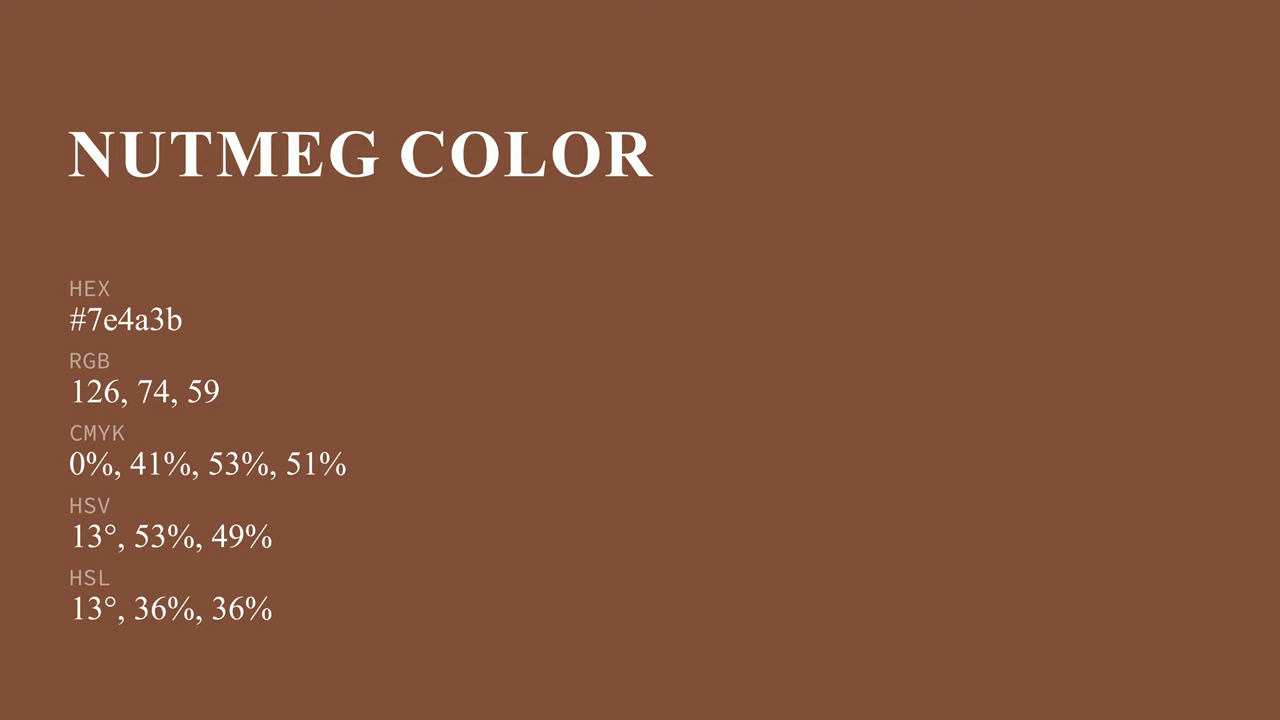 NUTMEG COLOR
HEX
#7e4a3b
RGB
126, 74, 59
CMYK
0%, 41%, 53%, 51%
HSV
13°, 53%, 49%
HSL
13°, 36%, 36%